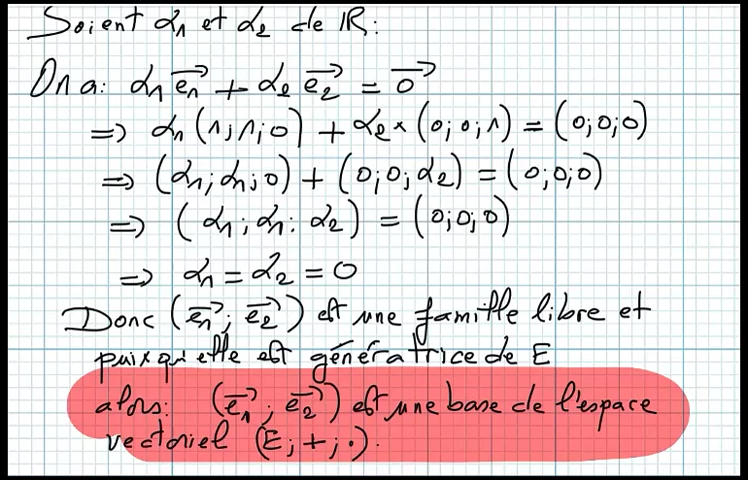 Soient α₁ et α₂ de ℝ:
On a: α₁ e₁⃗ + α₂ e₂⃗ = 0⃗
⇒ α₁(1;1;0) + α₂×(0;0;1) = (0;0;0)
⇒ (α₁;α₁;0) + (0;0;α₂) = (0;0;0)
⇒ (α₁;α₁;α₂) = (0;0;0)
⇒ α₁ = α₂ = 0
Donc (e₁⃗; e₂⃗) est une famille libre et
puisqu'elle est génératrice de E
alors: (e₁⃗; e₂⃗) est une base de l'espace
vectoriel (E;+;·).